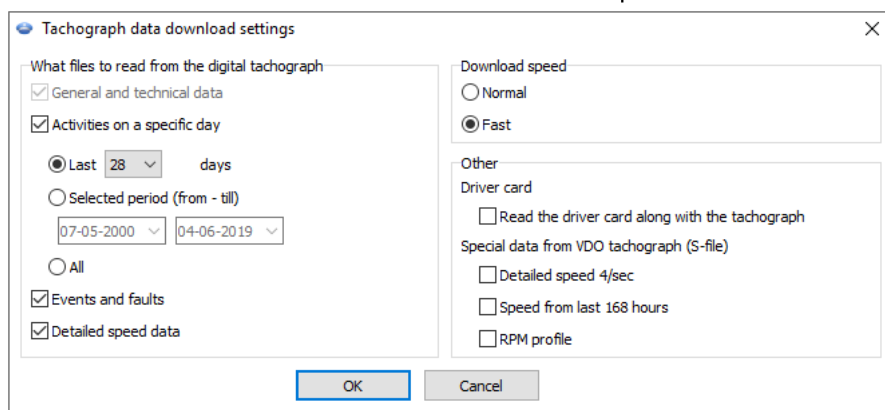 Tachograph data download settings
What files to read from the digital tachograph
General and technical data
Activities on a specific day
Last 28 days
Selected period (from - till)
07-05-2000 04-06-2019
All
Events and faults
Detailed speed data
Download speed
Normal
Fast
Other
Driver card
Read the driver card along with the tachograph
Special data from VDO tachograph (S-file)
Detailed speed 4/sec
Speed from last 168 hours
RPM profile
OK
Cancel